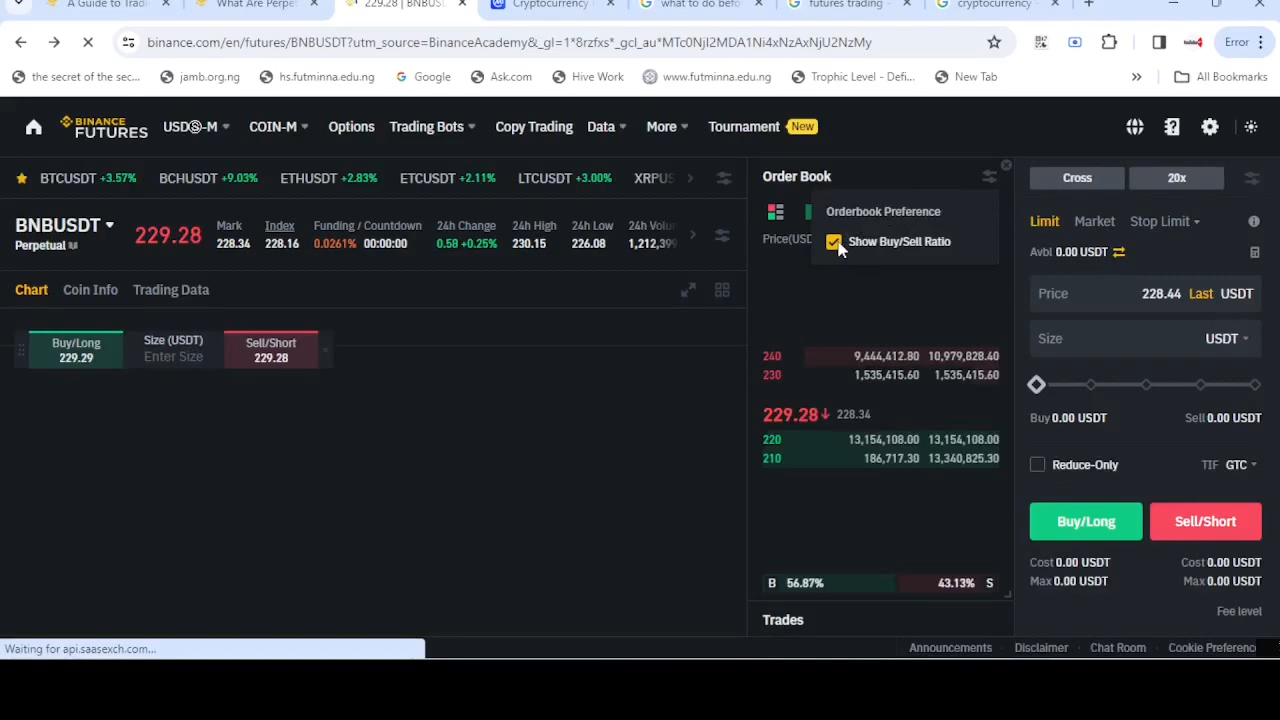 A Guide to Tradi
What Are Perpet
229.28 | BNBUS
Cryptocurrency
what to do befo
futures trading -
cryptocurrency -
binance.com/en/futures/BNBUSDT?utm_source=BinanceAcademy&_gl=1*8rzfxs*_gcl_au*MTc0NjI2MDA1Ni4xNzAxNjU2NzMy
Error
the secret of the sec...
jamb.org.ng
hs.futminna.edu.ng
Google
Ask.com
Hive Work
www.futminna.edu.ng
Trophic Level - Defi...
New Tab
All Bookmarks
BINANCE
FUTURES
USDⓈ-M
COIN-M
Options
Trading Bots
Copy Trading
Data
More
Tournament
New
BTCUSDT +3.57%
BCHUSDT +9.03%
ETHUSDT +2.83%
ETCUSDT +2.11%
LTCUSDT +3.00%
XRPUS
BNBUSDT
Perpetual
229.28
Mark
228.34
Index
228.16
Funding / Countdown
0.0261% 00:00:00
24h Change
0.58 +0.25%
24h High
230.15
24h Low
226.08
24h Volu
1,212,399
Chart
Coin Info
Trading Data
Buy/Long
229.29
Size (USDT)
Enter Size
Sell/Short
229.28
Order Book
Orderbook Preference
Price(USD
Show Buy/Sell Ratio
240 9,444,412.80 10,979,828.40
230 1,535,415.60 1,535,415.60
229.28↓ 228.34
220 13,154,108.00 13,154,108.00
210 186,717.30 13,340,825.30
B 56.87% 43.13% S
Trades
Cross
20x
Limit
Market
Stop Limit
Avbl 0.00 USDT
Price 228.44 Last USDT
Size USDT
Buy 0.00 USDT
Sell 0.00 USDT
Reduce-Only
TIF GTC
Buy/Long
Sell/Short
Cost 0.00 USDT
Cost 0.00 USDT
Max 0.00 USDT
Max 0.00 USDT
Fee level
Waiting for api.saasexch.com...
Announcements
Disclaimer
Chat Room
Cookie Preference